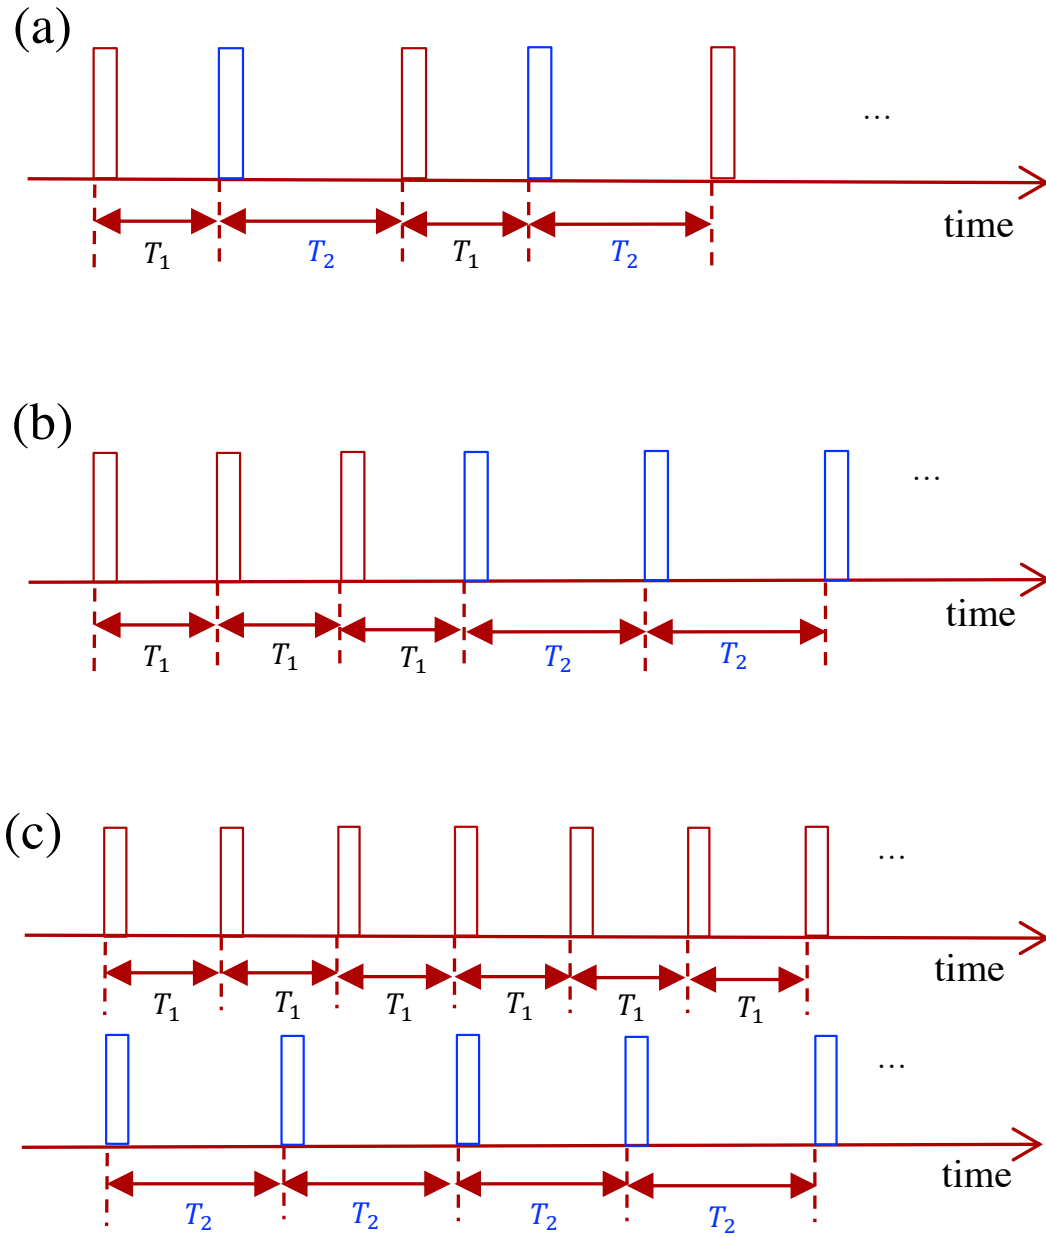 (a)
...
time
T₁ T₂ T₁ T₂
(b)
...
time
T₁ T₁ T₁ T₂ T₂
(c)
...
time
T₁ T₁ T₁ T₁ T₁ T₁
...
time
T₂ T₂ T₂ T₂